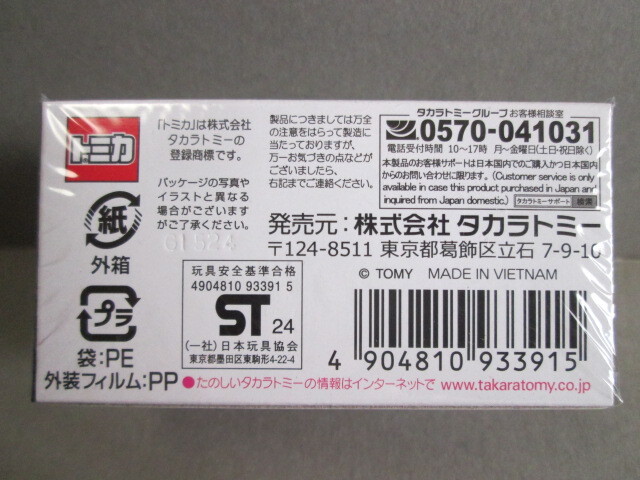 トミカ
「トミカ」は株式会社
タカラトミーの
登録商標です。
パッケージの写真や
イラストと異なる
場合がございます
がご了承ください。
製品につきましては万全
の注意をはらって製造に
当たっておりますが、
万一お気づきの点などが
ございましたら、
右記までご連絡ください。
タカラトミーグループ お客様相談室
0570-041031
電話受付時間 10〜17時 月〜金曜日(土・日・祝日除く)
本製品のお客様サポートは日本国内でのご購入かつ日本国内
からのお問い合わせに限ります。(Customer service is only
available in case this product purchased in Japan and
inquired from Japan domestic.)
タカラトミーサポート 検索
発売元：株式会社 タカラトミー
〒124-8511 東京都葛飾区立石 7-9-10
© TOMY MADE IN VIETNAM
紙
外箱
プラ
袋：PE
外装フィルム：PP
玩具安全基準合格
4904810 93391 5
ST 24
(一社)日本玩具協会
東京都墨田区東駒形4-22-4
4 904810 933915
●たのしいタカラトミーの情報はインターネットで www.takaratomy.co.jp